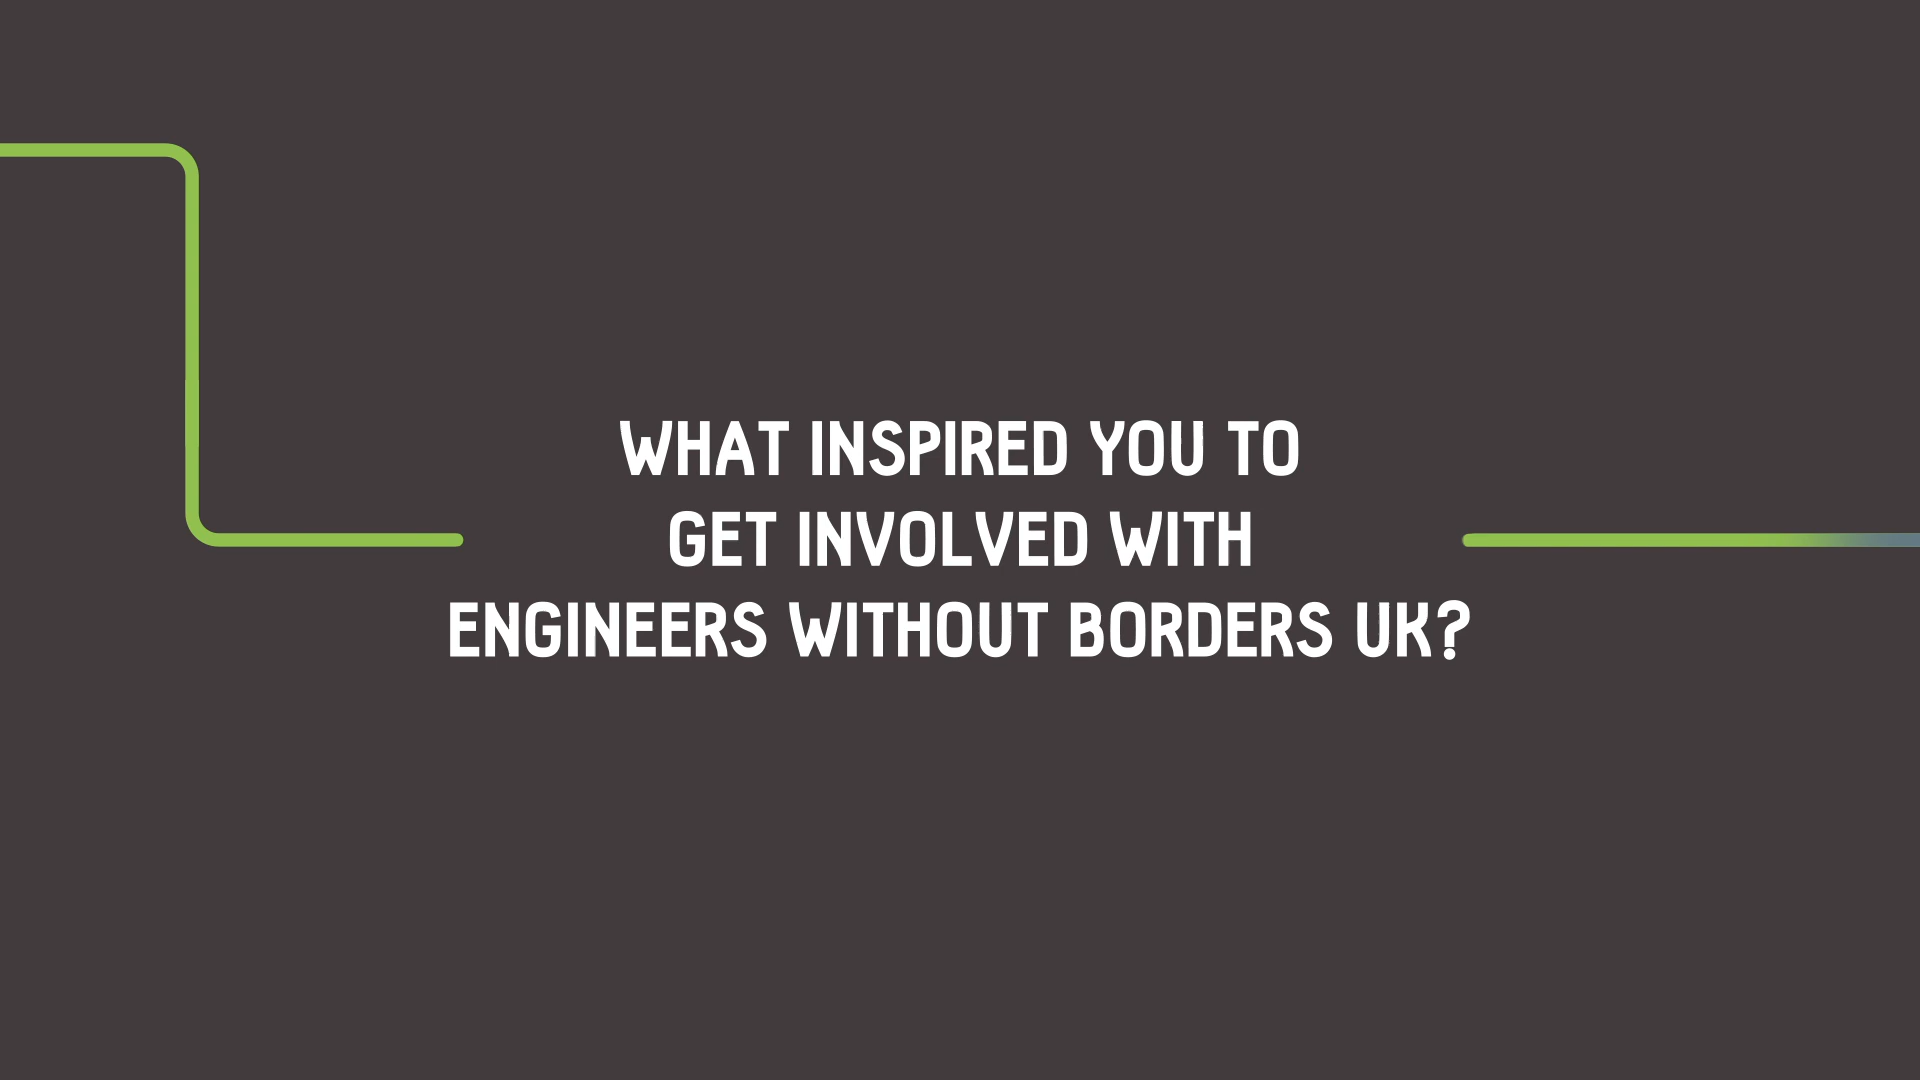 WHAT INSPIRED YOU TO
GET INVOLVED WITH
ENGINEERS WITHOUT BORDERS UK?